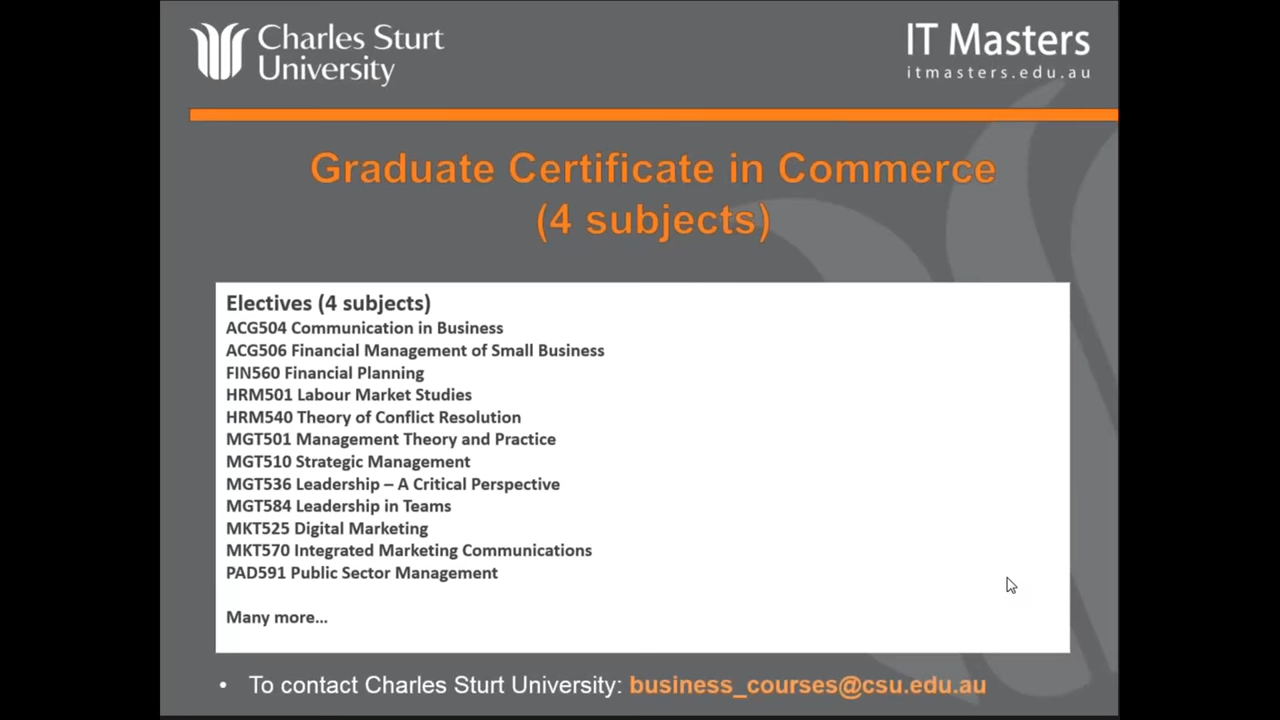 Charles Sturt
University
IT Masters
itmasters.edu.au
Graduate Certificate in Commerce
(4 subjects)
Electives (4 subjects)
ACG504 Communication in Business
ACG506 Financial Management of Small Business
FIN560 Financial Planning
HRM501 Labour Market Studies
HRM540 Theory of Conflict Resolution
MGT501 Management Theory and Practice
MGT510 Strategic Management
MGT536 Leadership – A Critical Perspective
MGT584 Leadership in Teams
MKT525 Digital Marketing
MKT570 Integrated Marketing Communications
PAD591 Public Sector Management
Many more...
• To contact Charles Sturt University: business_courses@csu.edu.au